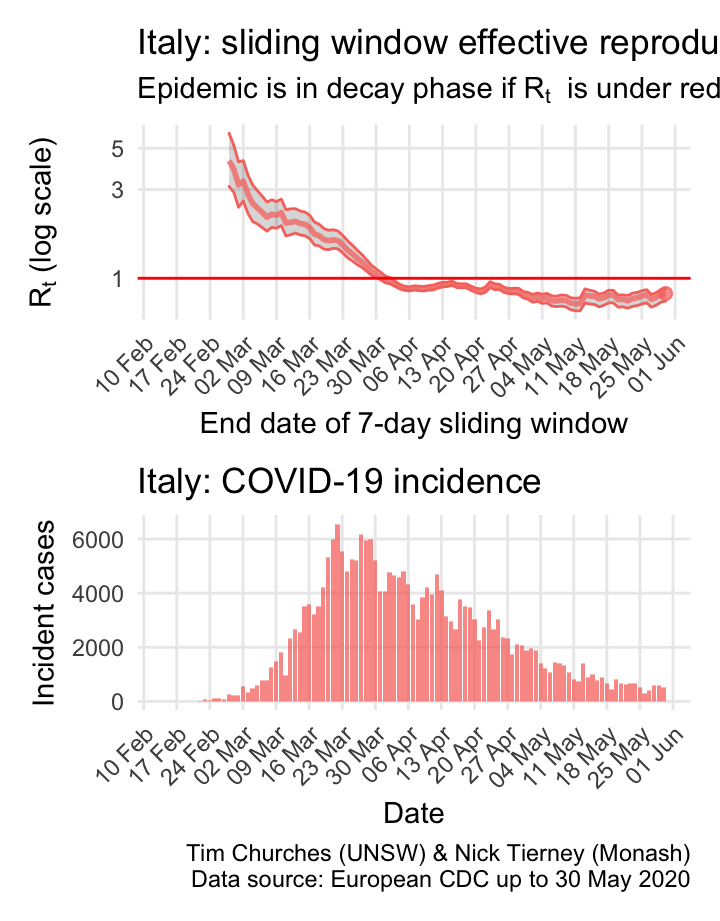 Italy: sliding window effective reprodu
Epidemic is in decay phase if Rt is under red
Rt (log scale)
5
3
1
10 Feb
17 Feb
24 Feb
02 Mar
09 Mar
16 Mar
23 Mar
30 Mar
06 Apr
13 Apr
20 Apr
27 Apr
04 May
11 May
18 May
25 May
01 Jun
End date of 7-day sliding window
Italy: COVID-19 incidence
Incident cases
6000
4000
2000
0
10 Feb
17 Feb
24 Feb
02 Mar
09 Mar
16 Mar
23 Mar
30 Mar
06 Apr
13 Apr
20 Apr
27 Apr
04 May
11 May
18 May
25 May
01 Jun
Date
Tim Churches (UNSW) & Nick Tierney (Monash)
Data source: European CDC up to 30 May 2020